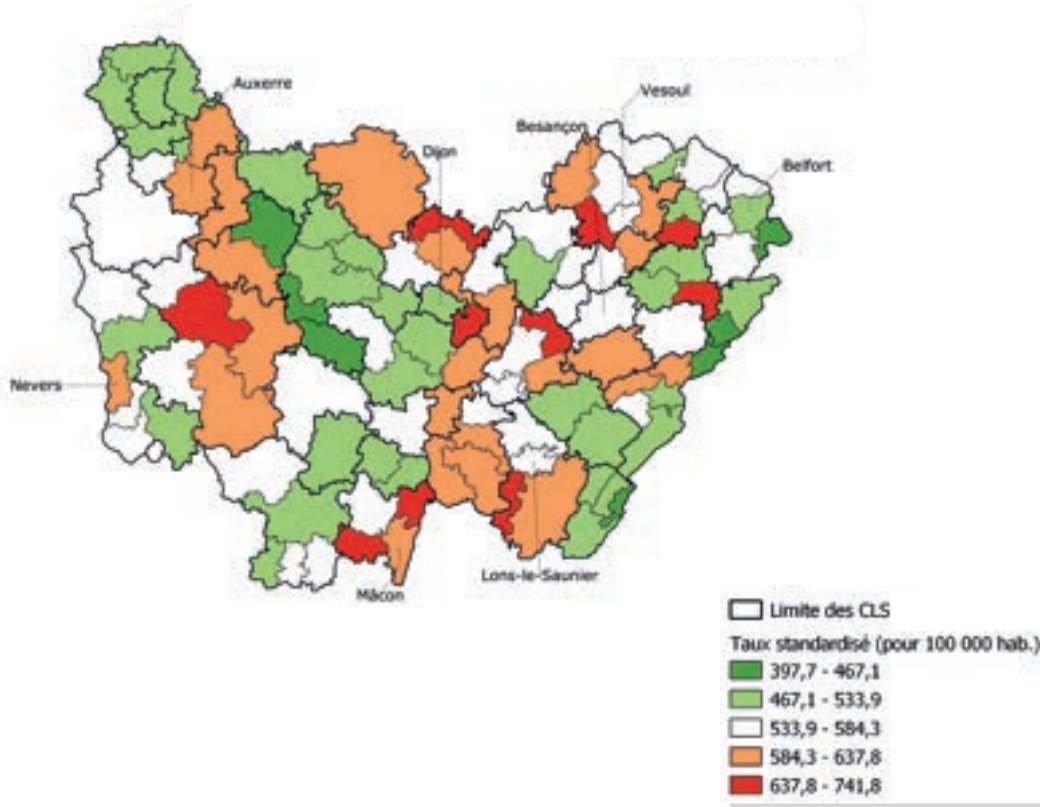 Auxerre
Vesoul
Besançon
Dijon
Belfort
Nevers
Lons-le-Saunier
Mâcon
Limite des CLS
Taux standardisé (pour 100 000 hab.)
397,7 - 467,1
467,1 - 533,9
533,9 - 584,3
584,3 - 637,8
637,8 - 741,8